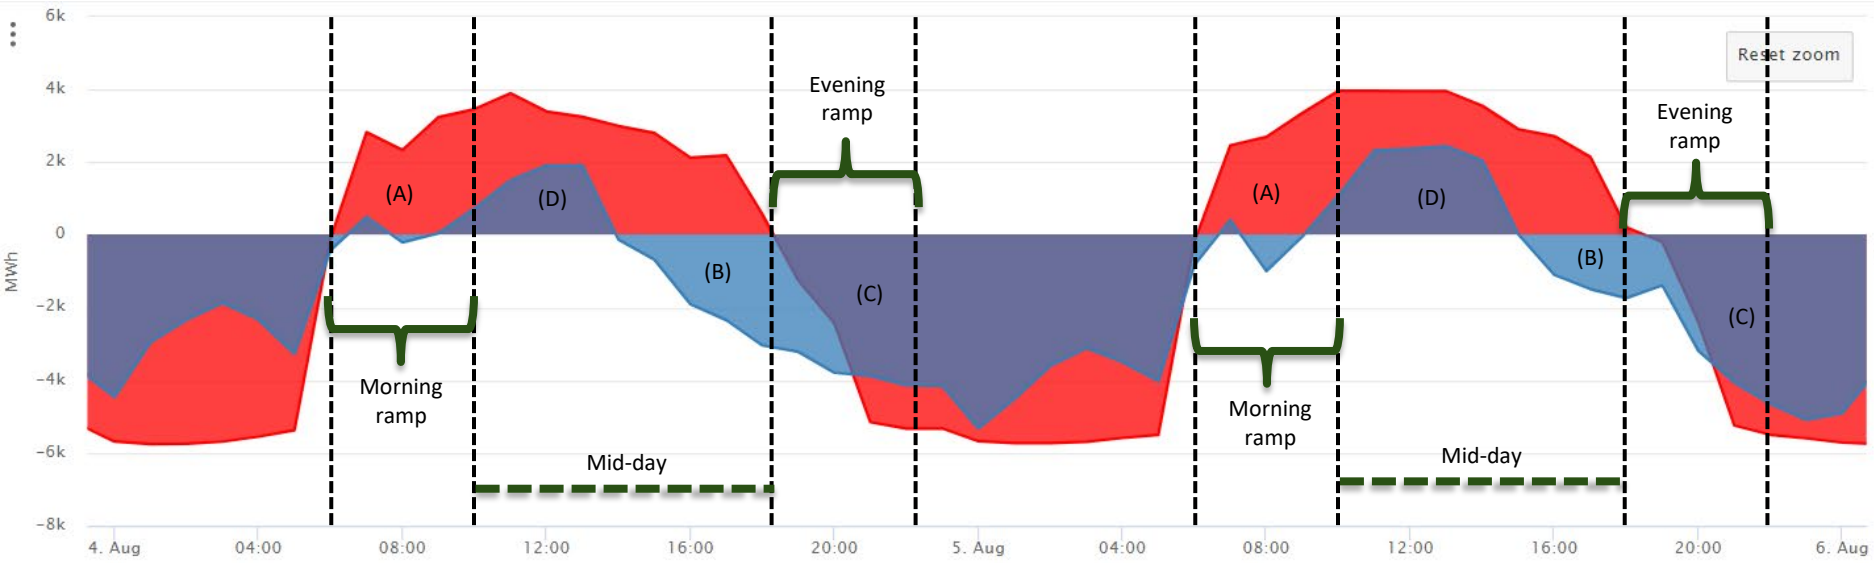 6k
4k
2k
0
−2k
−4k
−6k
−8k
MWh
Reset zoom
Evening
ramp
Evening
ramp
(A)
(D)
(B)
(C)
(A)
(D)
(B)
(C)
Morning
ramp
Morning
ramp
Mid-day
Mid-day
4. Aug
04:00
08:00
12:00
16:00
20:00
5. Aug
04:00
08:00
12:00
16:00
20:00
6. Aug